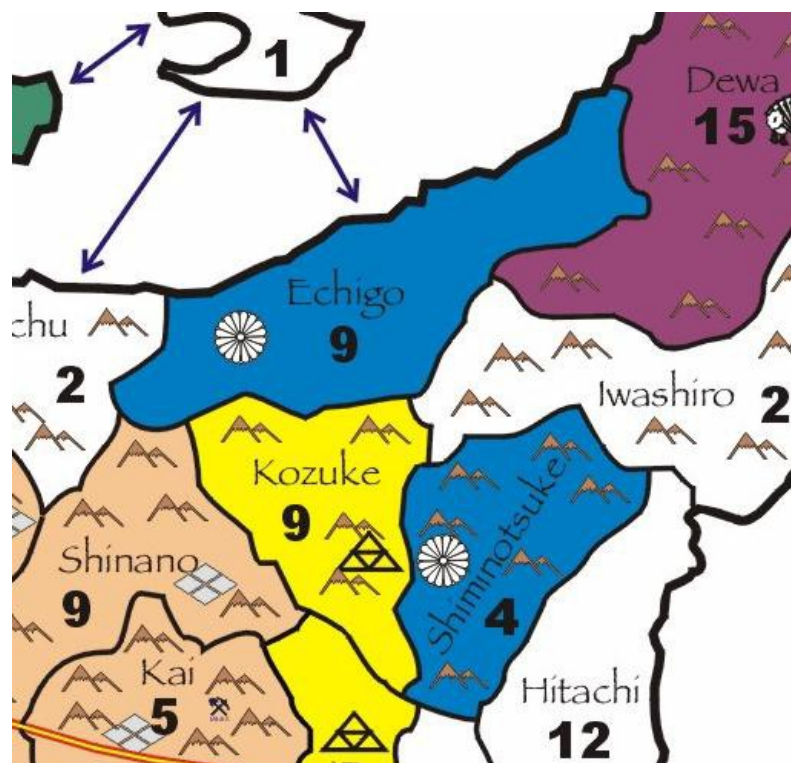 1
Dewa
15
Echigo
9
chu
2
Iwashiro
2
Kozuke
9
Shiminotsuke
4
Shinano
9
Kai
5
Hitachi
12